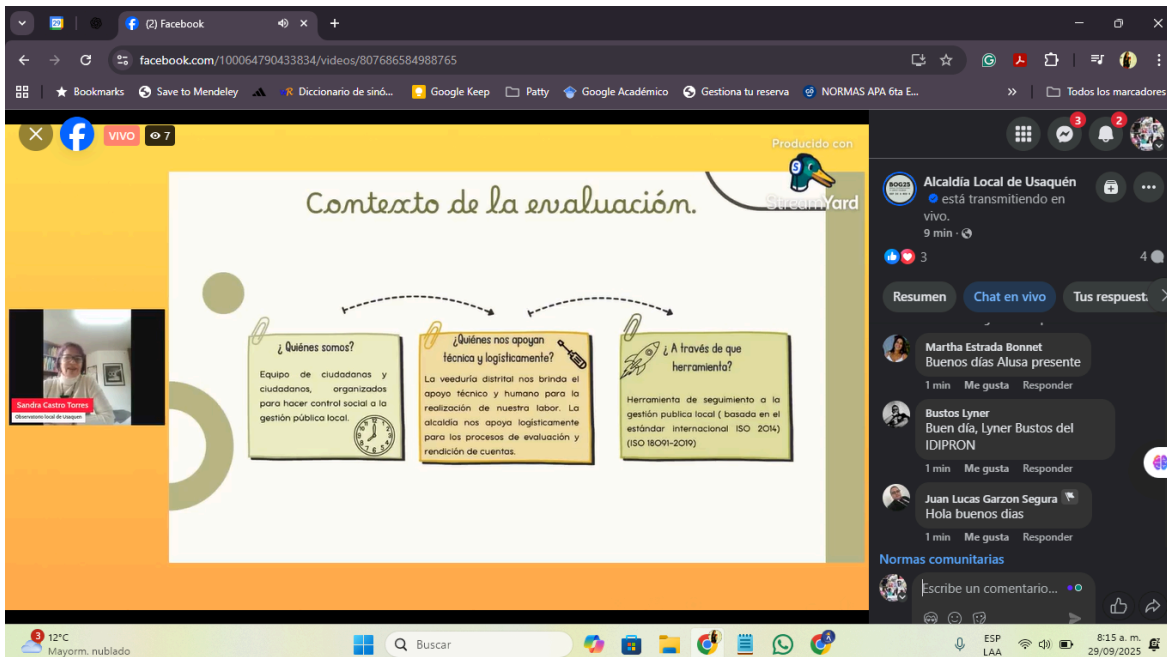 29
(2) Facebook
facebook.com/100064790433834/videos/807686584988765
Bookmarks
Save to Mendeley
Diccionario de sinó...
Google Keep
Patty
Google Académico
Gestiona tu reserva
NORMAS APA 6ta E...
»
Todos los marcadores
VIVO
7
Producido con
StreamYard
Contexto de la evaluación.
¿ Quiénes somos?
Equipo de ciudadanas y
ciudadanos, organizados
para hacer control social a la
gestión pública local.
¿Quiénes nos apoyan
técnica y logísticamente?
La veeduría distrital nos brinda el
apoyo técnico y humano para la
realización de nuestra labor. La
alcaldía nos apoya logísticamente
para los procesos de evaluación y
rendición de cuentas.
¿ A través de que
herramienta?
Herramienta de seguimiento a la
gestión publica local ( basada en el
estándar internacional ISO 2014)
(ISO 18091-2019)
Sandra Castro Torres
Observatorio local de Usaquen
3
2
BOG25
Alcaldía Local de Usaquén
está transmitiendo en
vivo.
9 min ·
3
4
Resumen
Chat en vivo
Tus respuest.
Martha Estrada Bonnet
Buenos días Alusa presente
1 min Me gusta Responder
Bustos Lyner
Buen día, Lyner Bustos del
IDIPRON
1 min Me gusta Responder
Juan Lucas Garzon Segura
Hola buenos dias
1 min Me gusta Responder
Normas comunitarias
Escribe un comentario...
3
12°C
Mayorm. nublado
Buscar
ESP
LAA
8:15 a. m.
29/09/2025